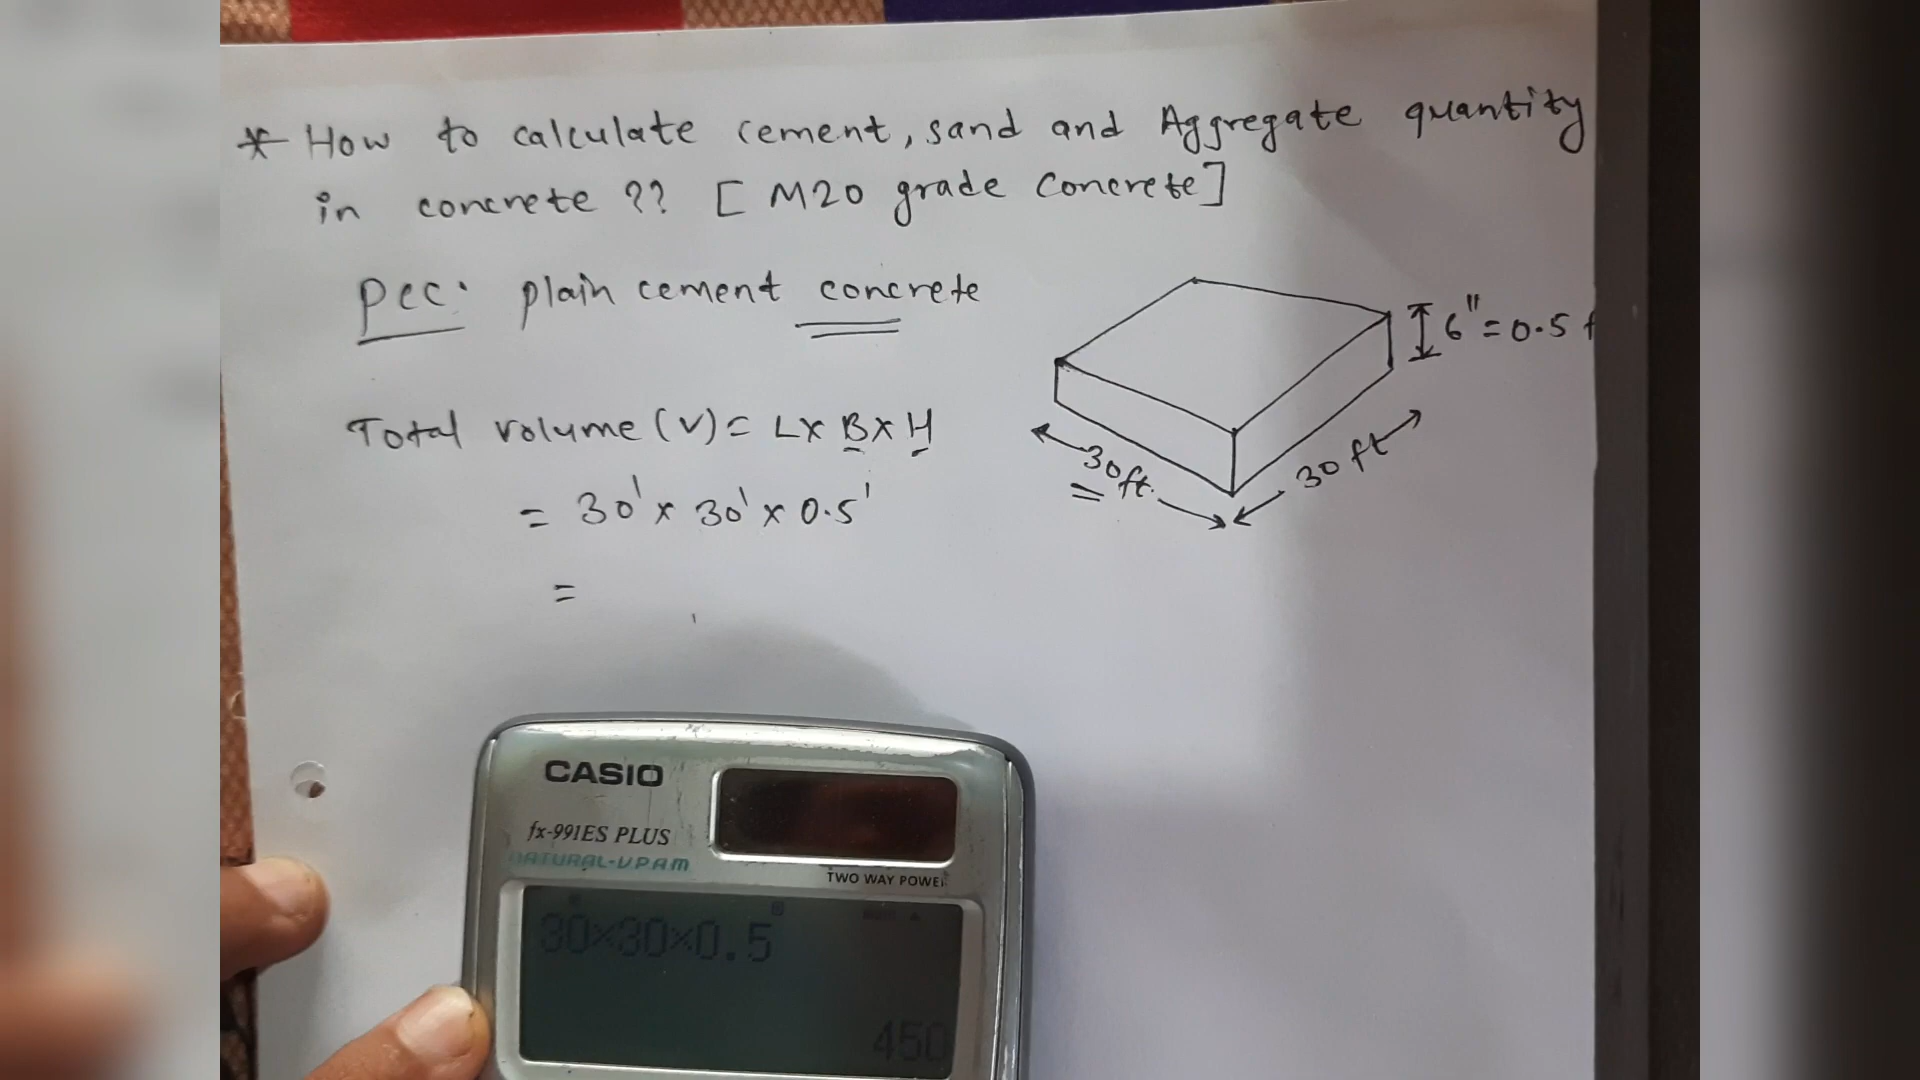 * How to calculate cement, sand and Aggregate quantity
in concrete ?? [ M20 grade Concrete]
PCC: plain cement concrete
6" = 0.5 f
Total volume (V) = L x B x H
30 ft.
30 ft
= 30' x 30' x 0.5'
=
CASIO
fx-991ES PLUS
NATURAL-V.P.A.M
TWO WAY POWER
30×30×0.5
450